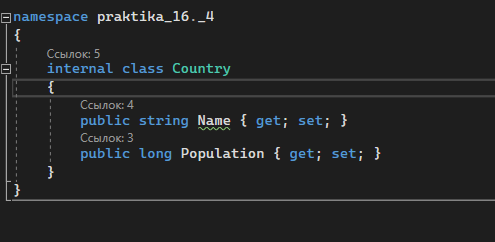 namespace praktika_16._4
{
Ссылок: 5
internal class Country
{
Ссылок: 4
public string Name { get; set; }
Ссылок: 3
public long Population { get; set; }
}
}